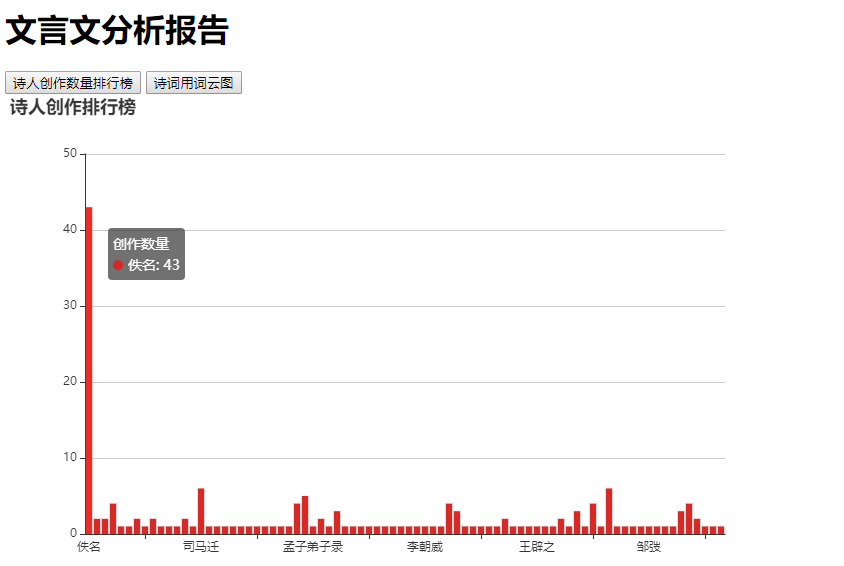 文言文分析报告
诗人创作数量排行榜 诗词用词云图
诗人创作排行榜
50
40
创作数量
佚名: 43
30
20
10
0
佚名 司马迁 孟子弟子录 李朝威 王辟之 邹弢